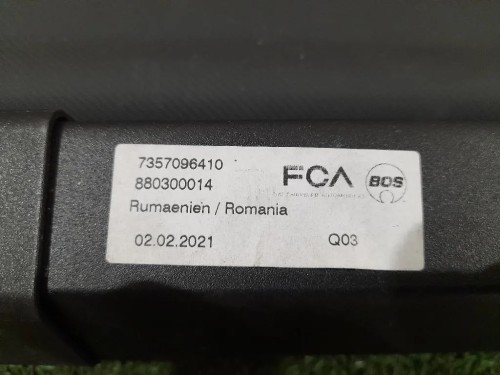 7357096410 FCA BOS
880300014
Rumaenien / Romania
02.02.2021 Q03